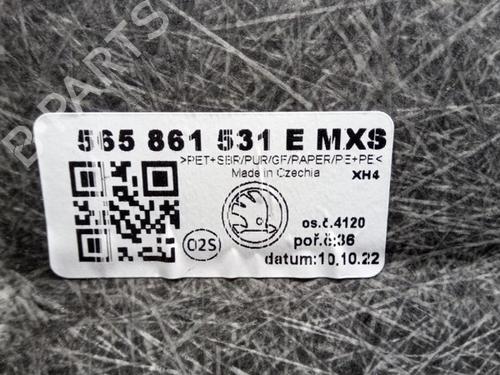 B-PARTS
565 861 531 E MXS
>PET+SBR/PUR/GF/PAPER/PE+PE<
Made in Czechia
XH4
O2S
os.č.4120
poř.č:36
datum:10.10.22